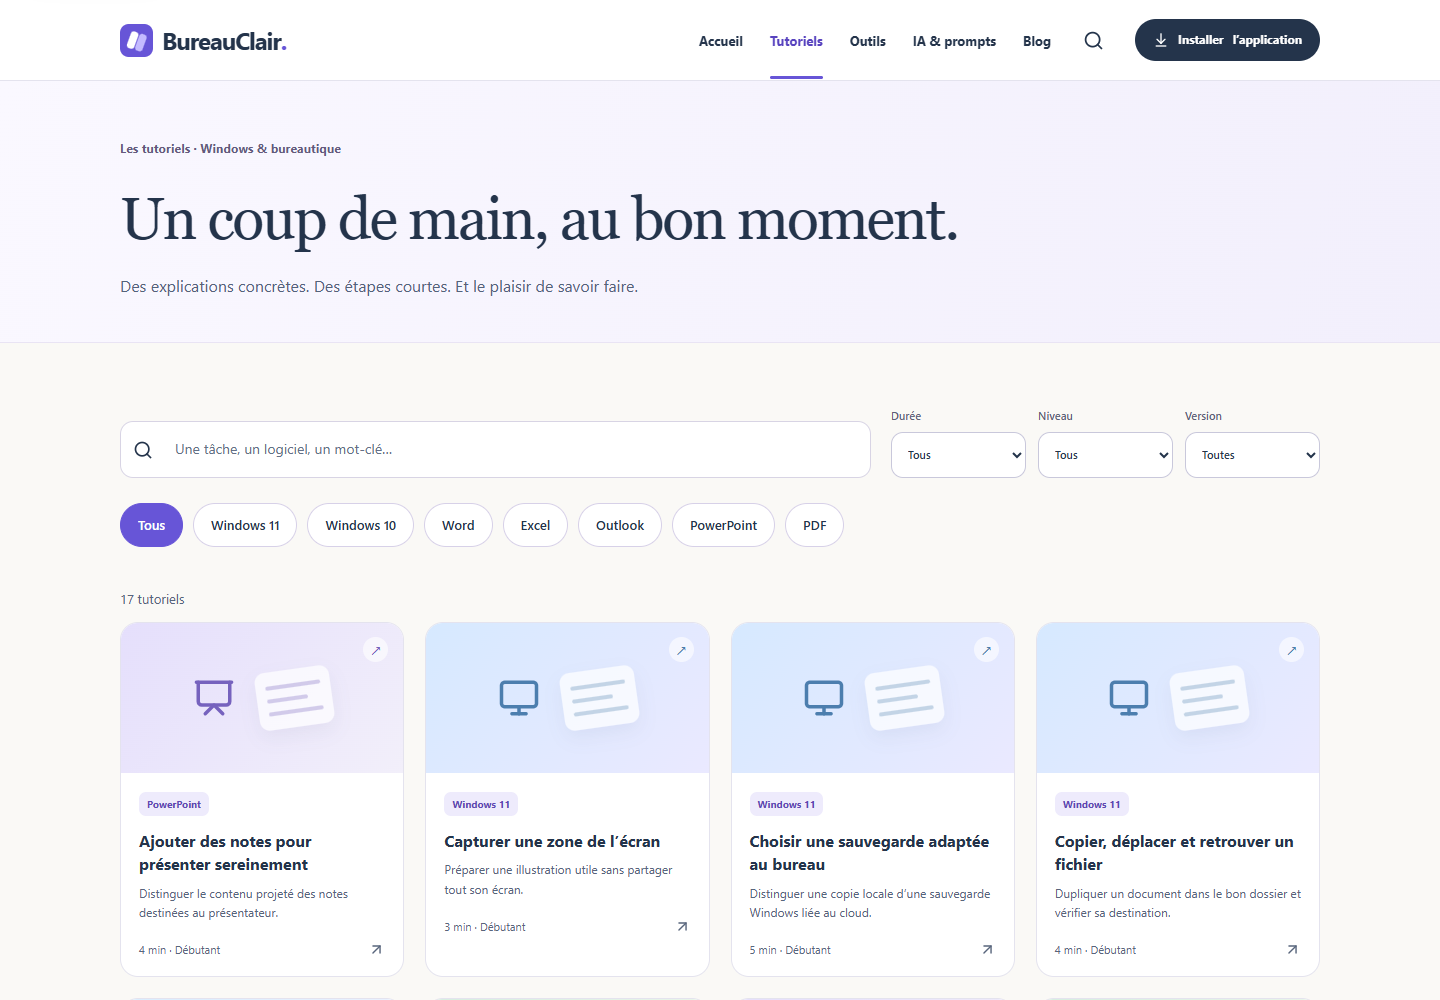 BureauClair.
Accueil
Tutoriels
Outils
IA & prompts
Blog
Installer l’application
Les tutoriels · Windows & bureautique
Un coup de main, au bon moment.
Des explications concrètes. Des étapes courtes. Et le plaisir de savoir faire.
Une tâche, un logiciel, un mot-clé…
Durée
Tous
Niveau
Tous
Version
Toutes
Tous
Windows 11
Windows 10
Word
Excel
Outlook
PowerPoint
PDF
17 tutoriels
PowerPoint
Ajouter des notes pour
présenter sereinement
Distinguer le contenu projeté des notes
destinées au présentateur.
4 min · Débutant
Windows 11
Capturer une zone de l’écran
Préparer une illustration utile sans partager
tout son écran.
3 min · Débutant
Windows 11
Choisir une sauvegarde adaptée
au bureau
Distinguer une copie locale d’une sauvegarde
Windows liée au cloud.
5 min · Débutant
Windows 11
Copier, déplacer et retrouver un
fichier
Dupliquer un document dans le bon dossier et
vérifier sa destination.
4 min · Débutant